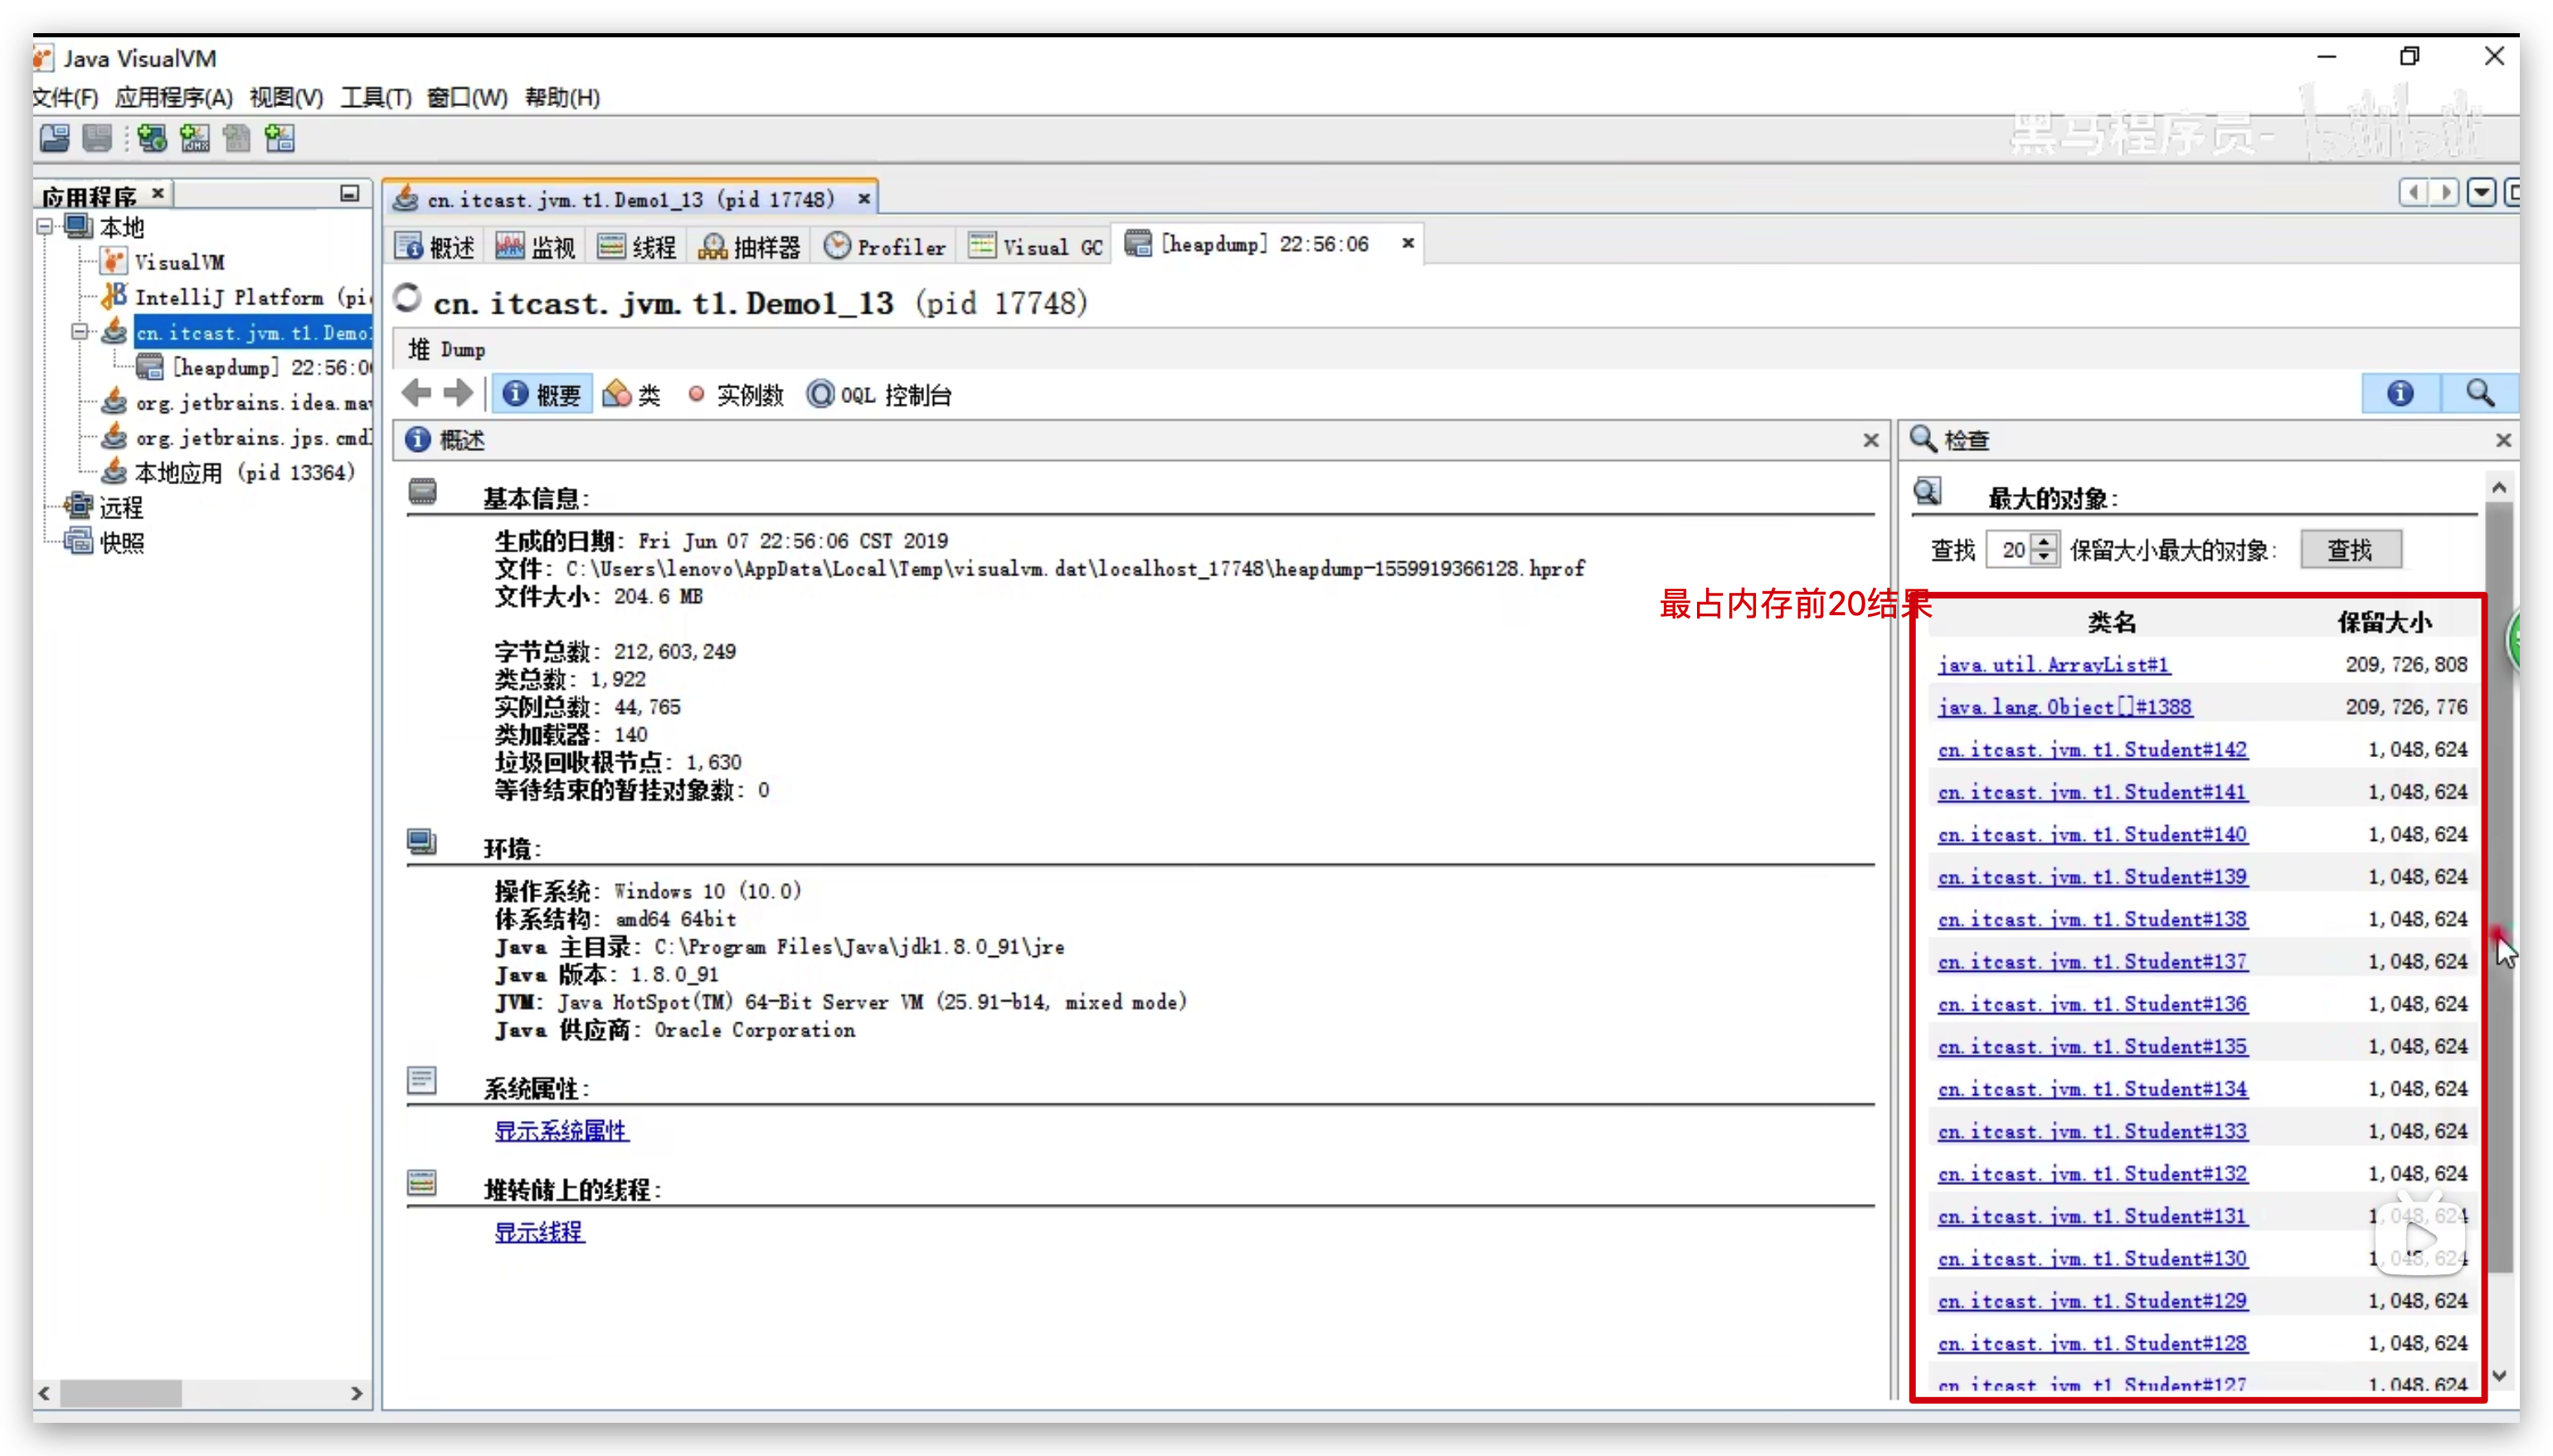 Java VisualVM
文件(F) 应用程序(A) 视图(V) 工具(T) 窗口(W) 帮助(H)
黑马程序员- bilibili
应用程序
本地
VisualVM
IntelliJ Platform (pi
cn.itcast.jvm.t1.Demo1
[heapdump] 22:56:06
org.jetbrains.idea.mav
org.jetbrains.jps.cmdl
本地应用 (pid 13364)
远程
快照
cn.itcast.jvm.t1.Demo1_13 (pid 17748)
概述 监视 线程 抽样器 Profiler Visual GC [heapdump] 22:56:06
cn.itcast.jvm.t1.Demo1_13 (pid 17748)
堆 Dump
概要 类 实例数 OQL 控制台
概述
基本信息:
生成的日期: Fri Jun 07 22:56:06 CST 2019
文件: C:\Users\lenovo\AppData\Local\Temp\visualvm.dat\localhost_17748\heapdump-1559919366128.hprof
文件大小: 204.6 MB
字节总数: 212,603,249
类总数: 1,922
实例总数: 44,765
类加载器: 140
垃圾回收根节点: 1,630
等待结束的暂挂对象数: 0
环境:
操作系统: Windows 10 (10.0)
体系结构: amd64 64bit
Java 主目录: C:\Program Files\Java\jdk1.8.0_91\jre
Java 版本: 1.8.0_91
JVM: Java HotSpot(TM) 64-Bit Server VM (25.91-b14, mixed mode)
Java 供应商: Oracle Corporation
系统属性:
显示系统属性
堆转储上的线程:
显示线程
检查
最大的对象:
查找 20 保留大小最大的对象: 查找
最占内存前20结果
类名 保留大小
java.util.ArrayList#1 209,726,808
java.lang.Object[]#1388 209,726,776
cn.itcast.jvm.t1.Student#142 1,048,624
cn.itcast.jvm.t1.Student#141 1,048,624
cn.itcast.jvm.t1.Student#140 1,048,624
cn.itcast.jvm.t1.Student#139 1,048,624
cn.itcast.jvm.t1.Student#138 1,048,624
cn.itcast.jvm.t1.Student#137 1,048,624
cn.itcast.jvm.t1.Student#136 1,048,624
cn.itcast.jvm.t1.Student#135 1,048,624
cn.itcast.jvm.t1.Student#134 1,048,624
cn.itcast.jvm.t1.Student#133 1,048,624
cn.itcast.jvm.t1.Student#132 1,048,624
cn.itcast.jvm.t1.Student#131 1,048,624
cn.itcast.jvm.t1.Student#130 1,048,624
cn.itcast.jvm.t1.Student#129 1,048,624
cn.itcast.jvm.t1.Student#128 1,048,624
cn.itcast.jvm.t1.Student#127 1,048,624